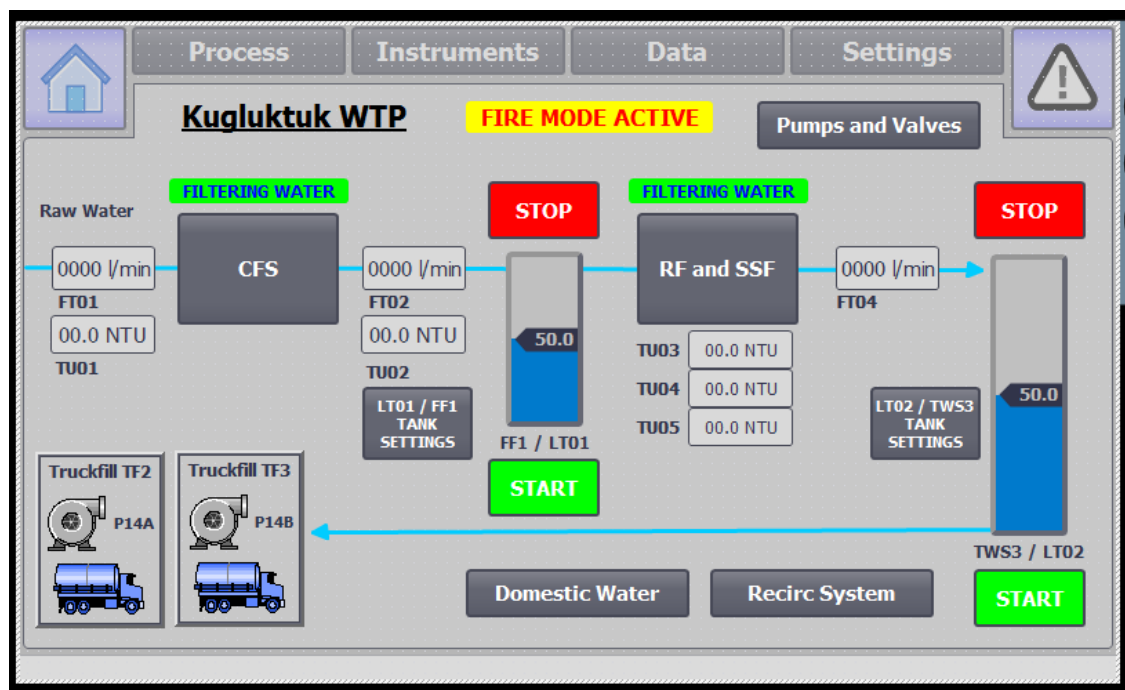 Process
Instruments
Data
Settings
Kugluktuk WTP
FIRE MODE ACTIVE
Pumps and Valves
Raw Water
FILTERING WATER
STOP
FILTERING WATER
STOP
0000 l/min
CFS
0000 l/min
RF and SSF
0000 l/min
FT01
FT02
FT04
00.0 NTU
00.0 NTU
50.0
TU01
TU02
TU03
00.0 NTU
TU04
00.0 NTU
TU05
00.0 NTU
50.0
LT01 / FF1
TANK
SETTINGS
FF1 / LT01
LT02 / TWS3
TANK
SETTINGS
Truckfill TF2
P14A
Truckfill TF3
P14B
START
TWS3 / LT02
Domestic Water
Recirc System
START